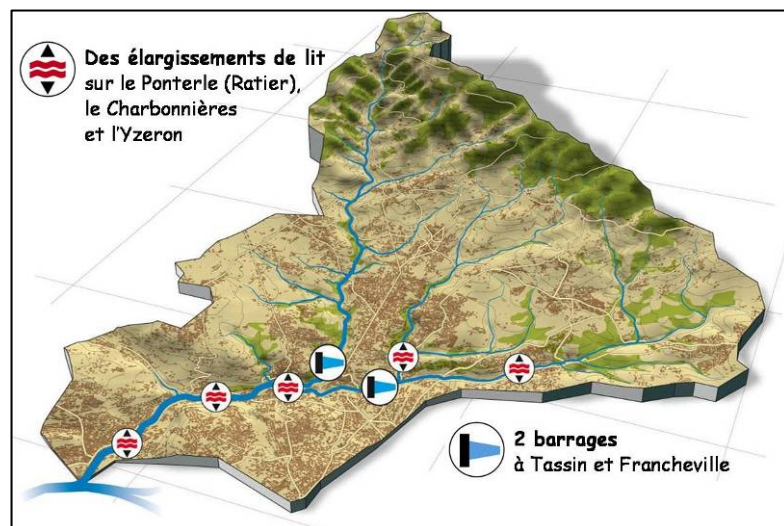 Des élargissements de lit
sur le Ponterle (Ratier),
le Charbonnières
et l'Yzeron
2 barrages
à Tassin et Francheville